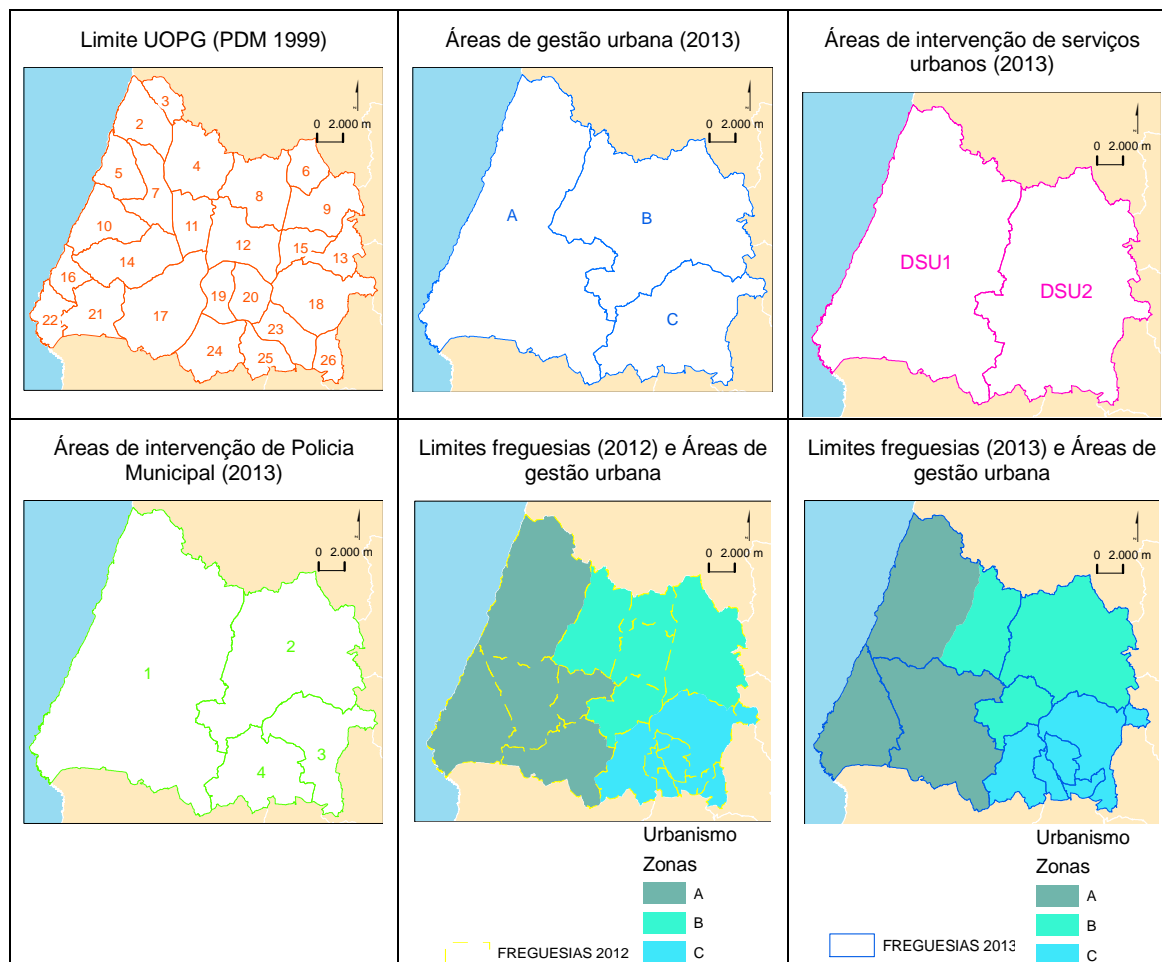 Limite UOPG (PDM 1999)
3
2
0 2.000 m
4
5
6
7
8
9
10
11
12
15
13
14
16
18
19
20
17
21
22
23
24
25
26
Áreas de gestão urbana (2013)
0 2.000 m
A
B
C
Áreas de intervenção de serviços
urbanos (2013)
0 2.000 m
DSU1
DSU2
Áreas de intervenção de Policia
Municipal (2013)
0 2.000 m
1
2
3
4
Limites freguesias (2012) e Áreas de
gestão urbana
0 2.000 m
Urbanismo
Zonas
A
B
C
FREGUESIAS 2012
Limites freguesias (2013) e Áreas de
gestão urbana
0 2.000 m
Urbanismo
Zonas
A
B
C
FREGUESIAS 2013